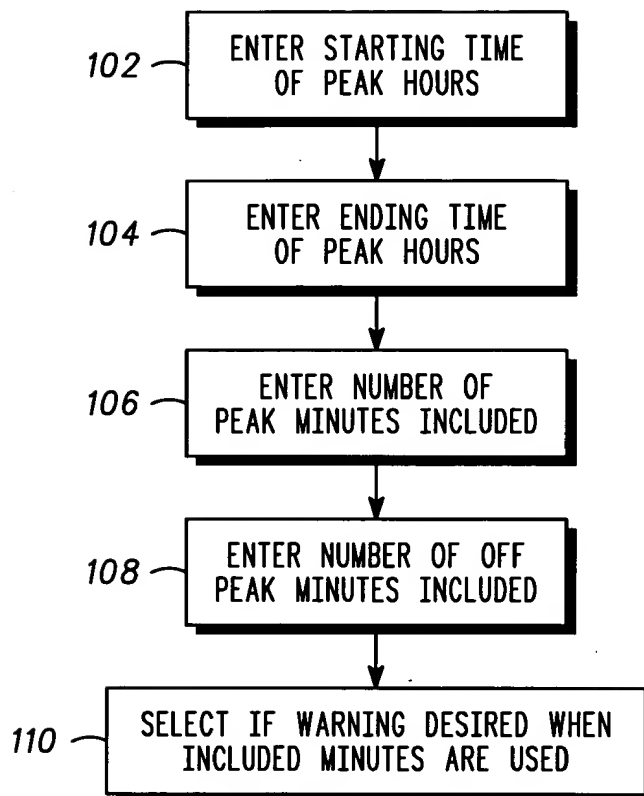 102
ENTER STARTING TIME
OF PEAK HOURS
104
ENTER ENDING TIME
OF PEAK HOURS
106
ENTER NUMBER OF
PEAK MINUTES INCLUDED
108
ENTER NUMBER OF OFF
PEAK MINUTES INCLUDED
110
SELECT IF WARNING DESIRED WHEN
INCLUDED MINUTES ARE USED